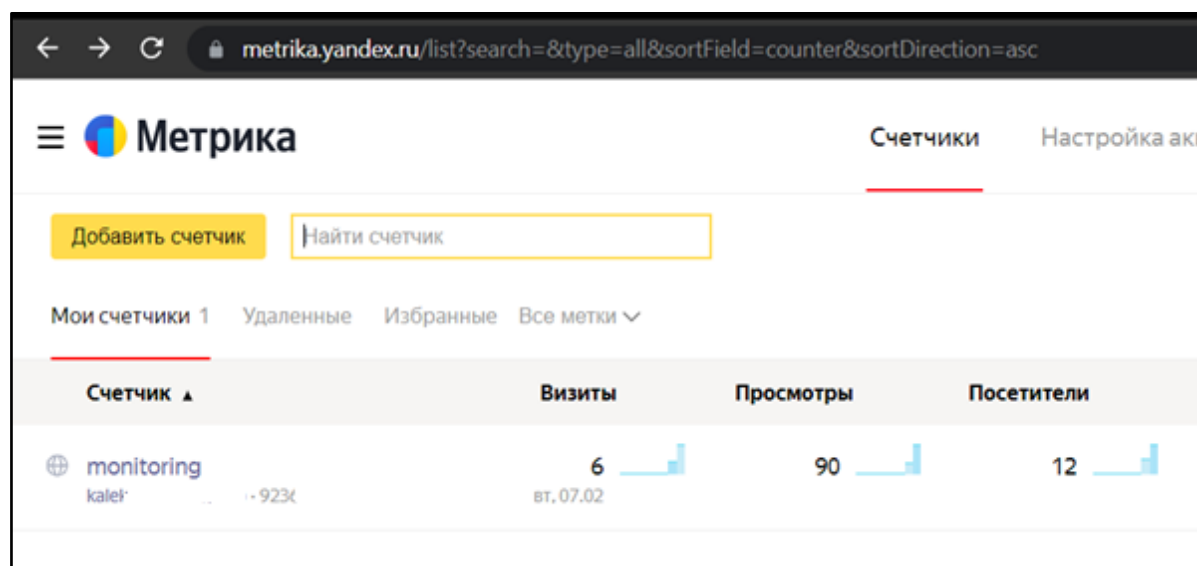 metrika.yandex.ru/list?search=&type=all&sortField=counter&sortDirection=asc
Метрика
Счетчики Настройка
Добавить счетчик Найти счетчик
Мои счетчики 1 Удаленные Избранные Все метки
Счетчик ▲ Визиты Просмотры Посетители
monitoring 6 90 12
вт, 07.02